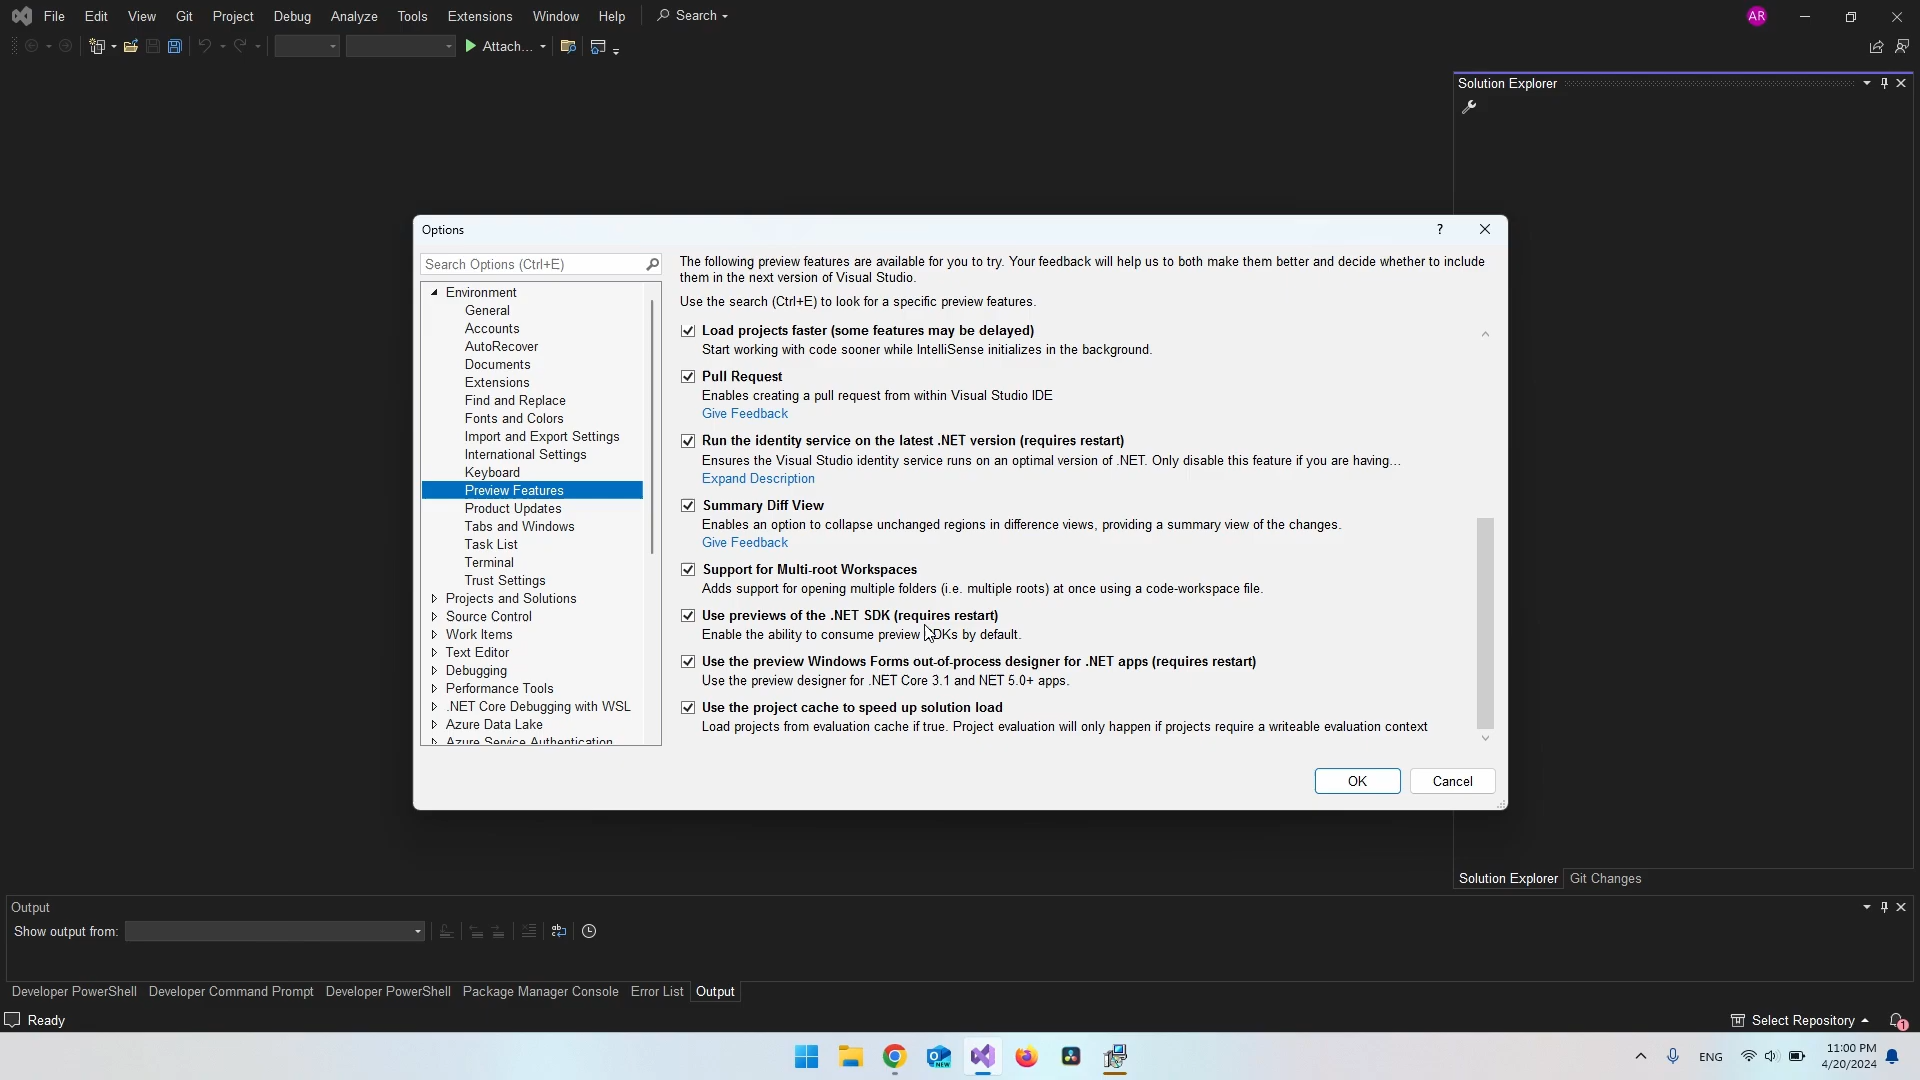 File Edit View Git Project Debug Analyze Tools Extensions Window Help Search AR
Attach...
Solution Explorer
Options
?
Search Options (Ctrl+E)
Environment
General
Accounts
AutoRecover
Documents
Extensions
Find and Replace
Fonts and Colors
Import and Export Settings
International Settings
Keyboard
Preview Features
Product Updates
Tabs and Windows
Task List
Terminal
Trust Settings
Projects and Solutions
Source Control
Work Items
Text Editor
Debugging
Performance Tools
.NET Core Debugging with WSL
Azure Data Lake
Azure Service Authentication
The following preview features are available for you to try. Your feedback will help us to both make them better and decide whether to include
them in the next version of Visual Studio.
Use the search (Ctrl+E) to look for a specific preview features.
Load projects faster (some features may be delayed)
Start working with code sooner while IntelliSense initializes in the background.
Pull Request
Enables creating a pull request from within Visual Studio IDE
Give Feedback
Run the identity service on the latest .NET version (requires restart)
Ensures the Visual Studio identity service runs on an optimal version of .NET. Only disable this feature if you are having...
Expand Description
Summary Diff View
Enables an option to collapse unchanged regions in difference views, providing a summary view of the changes.
Give Feedback
Support for Multi-root Workspaces
Adds support for opening multiple folders (i.e. multiple roots) at once using a code-workspace file.
Use previews of the .NET SDK (requires restart)
Enable the ability to consume preview SDKs by default.
Use the preview Windows Forms out-of-process designer for .NET apps (requires restart)
Use the preview designer for .NET Core 3.1 and NET 5.0+ apps.
Use the project cache to speed up solution load
Load projects from evaluation cache if true. Project evaluation will only happen if projects require a writeable evaluation context
OK Cancel
Solution Explorer Git Changes
Output
Show output from:
Developer PowerShell Developer Command Prompt Developer PowerShell Package Manager Console Error List Output
Ready
Select Repository 1
NEW
ENG
11:00 PM
4/20/2024